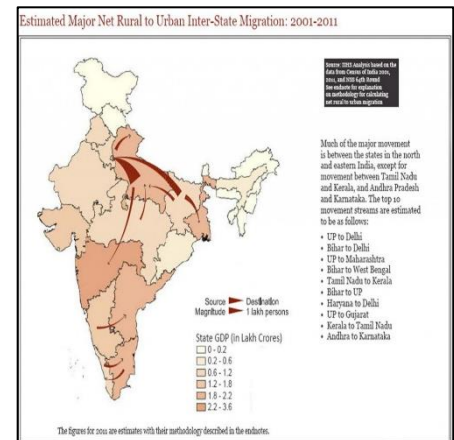 Estimated Major Net Rural to Urban Inter-State Migration: 2001-2011
Source: IIHS Analysis based on the
data from Census of India 2001,
2011, and NSS 64th Round
See endnote for explanation
on methodology for calculating
net rural to urban migration
Much of the major movement
is between the states in the north
and eastern India, except for
movement between Tamil Nadu
and Kerala, and Andhra Pradesh
and Karnataka. The top 10
movement streams are estimated
to be as follows:
• UP to Delhi
• Bihar to Delhi
• UP to Maharashtra
• Bihar to West Bengal
• Tamil Nadu to Kerala
• Bihar to UP
• Haryana to Delhi
• UP to Gujarat
• Kerala to Tamil Nadu
• Andhra to Karnataka
Source Destination
Magnitude 1 lakh persons
State GDP (in Lakh Crores)
0 - 0.2
0.2 - 0.6
0.6 - 1.2
1.2 - 1.8
1.8 - 2.2
2.2 - 3.6
The figures for 2011 are estimates with their methodology described in the endnotes.